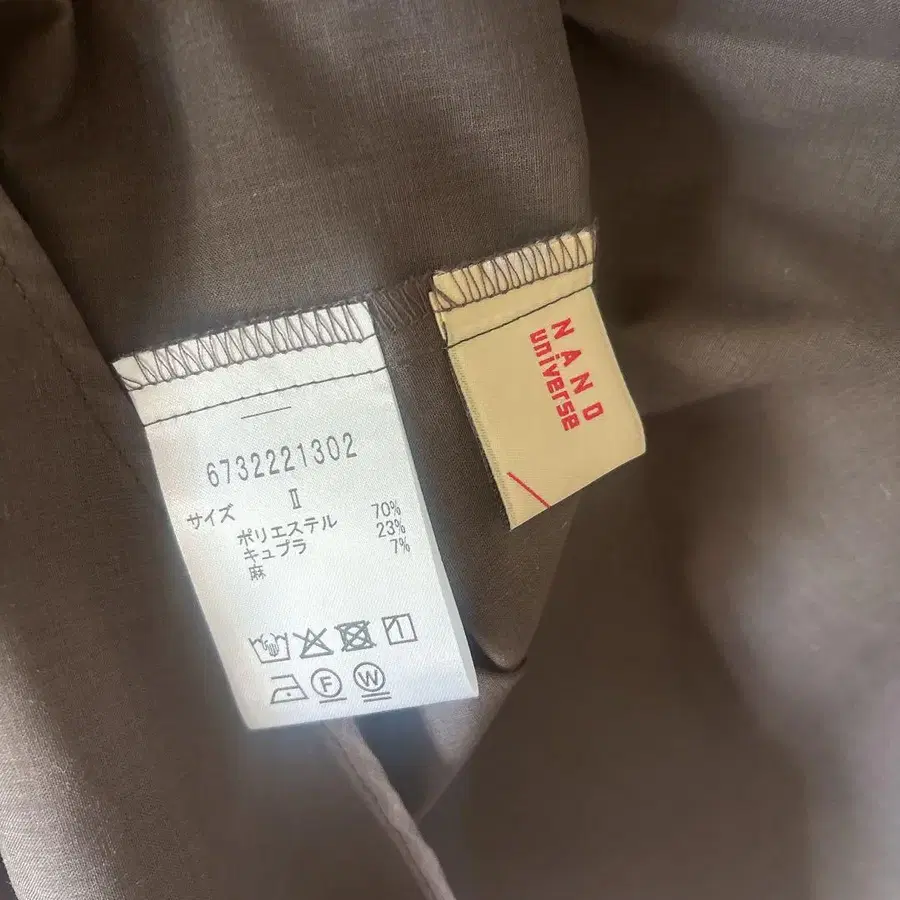 6732221302
サイズ II
ポリエステル 70%
キュプラ 23%
麻 7%
F W
NANO
universe